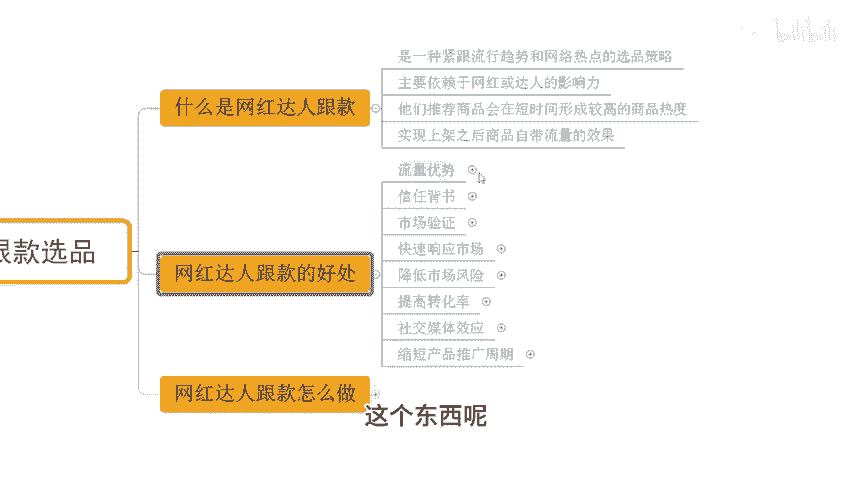 是一种紧跟流行趋势和网络热点的选品策略
主要依赖于网红或达人的影响力
什么是网红达人跟款
他们推荐商品会在短时间形成较高的商品热度
实现上架之后商品自带流量的效果
流量优势
信任背书
市场验证
跟款选品
快速响应市场
网红达人跟款的好处
降低市场风险
提高转化率
社交媒体效应
缩短产品推广周期
网红达人跟款怎么做
这个东西呢
bilibili